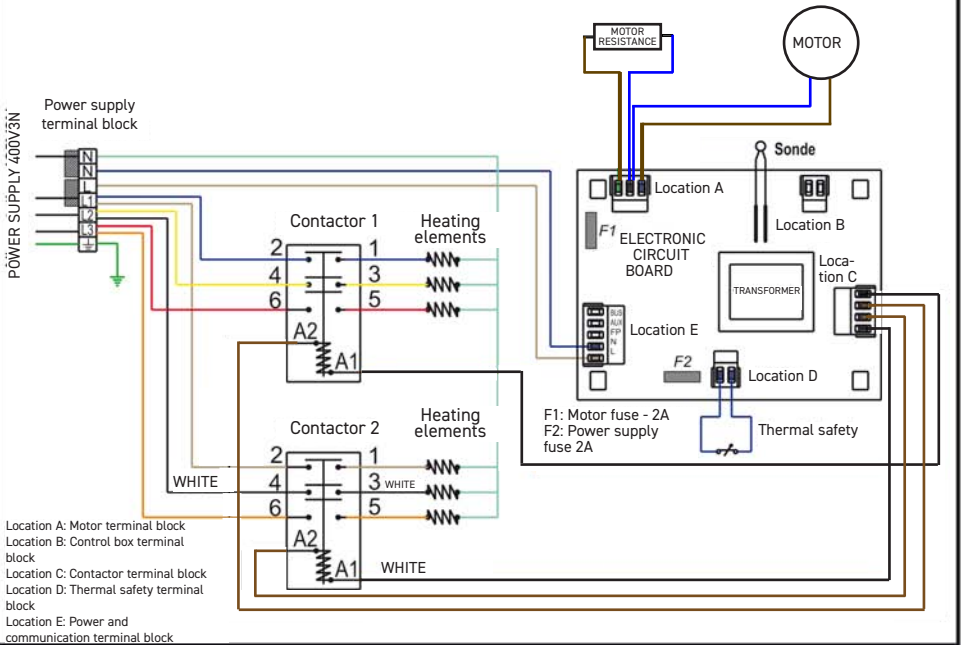 MOTOR
RESISTANCE
MOTOR
Power supply
terminal block
POWER SUPPLY 400V3N
N
N
L
L1
L2
L3
Sonde
Location A
Location B
F1
ELECTRONIC
CIRCUIT
BOARD
Loca-
tion C
TRANSFORMER
BUS
AUX
FP
N
L
Location E
F2
Location D
F1: Motor fuse - 2A
F2: Power supply
fuse 2A
Thermal safety
Contactor 1
Heating
elements
2 1
4 3
6 5
A2
A1
Contactor 2
Heating
elements
2 1
WHITE 4 3 WHITE
6 5
A2
A1 WHITE
Location A: Motor terminal block
Location B: Control box terminal
block
Location C: Contactor terminal block
Location D: Thermal safety terminal
block
Location E: Power and
communication terminal block